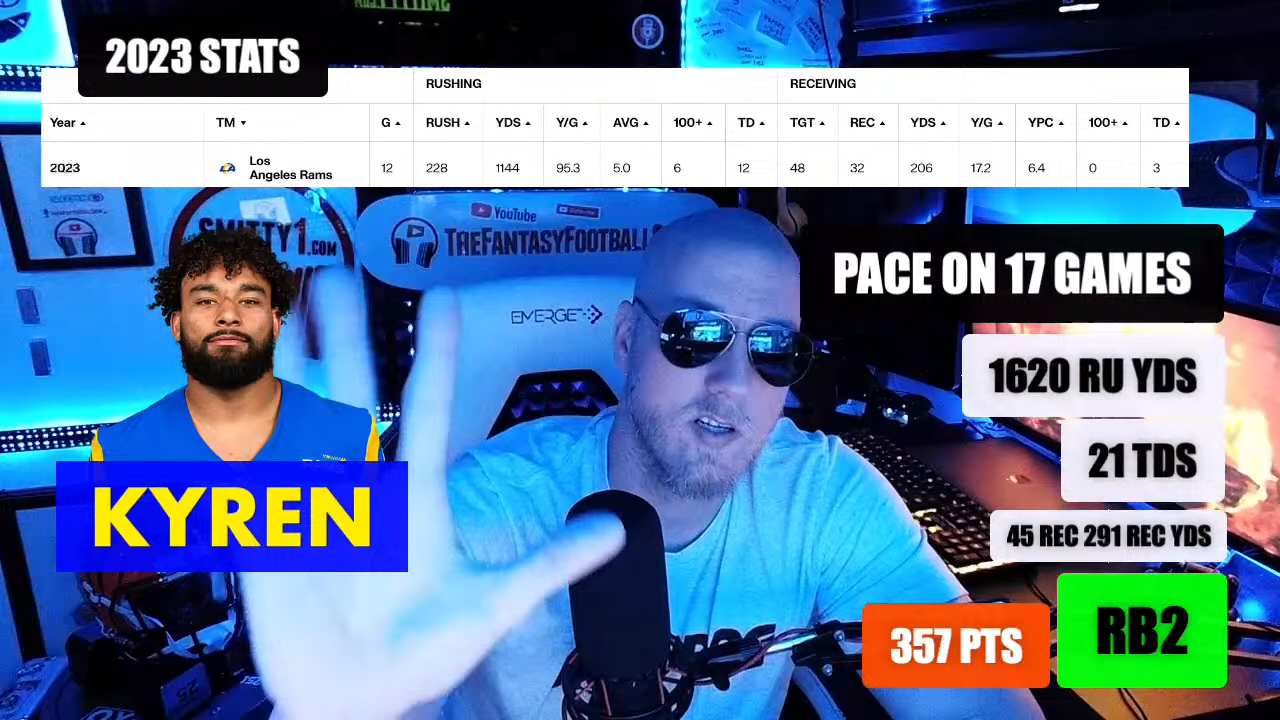 2023 STATS
RUSHING RECEIVING
Year TM G RUSH YDS Y/G AVG 100+ TD TGT REC YDS Y/G YPC 100+ TD
2023 Los Angeles Rams 12 228 1144 95.3 5.0 6 12 48 32 206 17.2 6.4 0 3
YouTube
SMITTY1.COM
THEFANTASYFOOTBALL
EMERGE
PACE ON 17 GAMES
1620 RU YDS
21 TDS
KYREN
45 REC 291 REC YDS
357 PTS
RB2
25